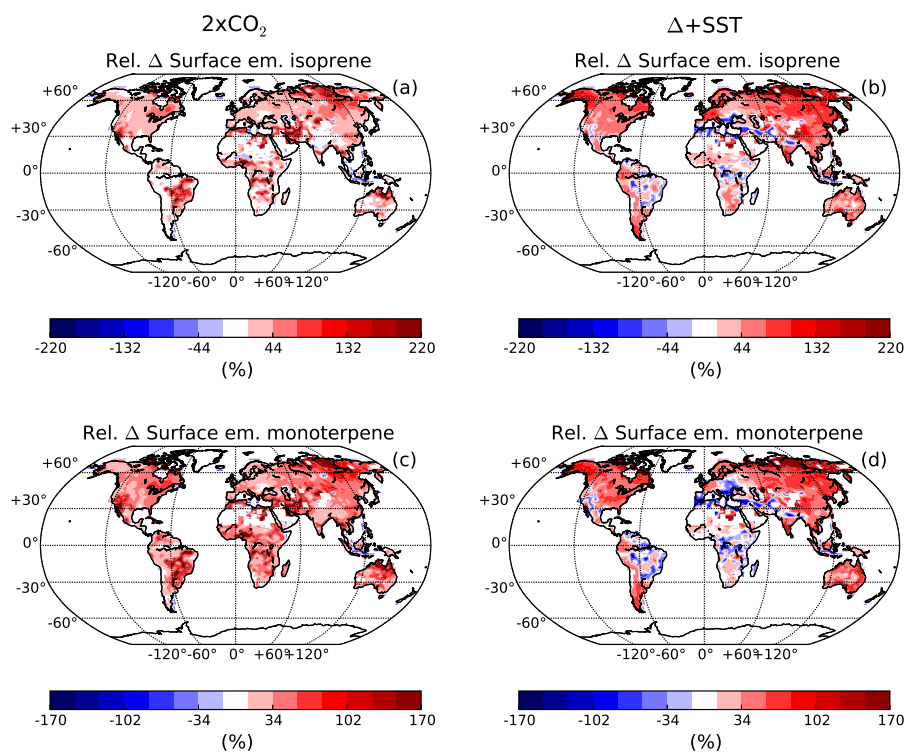 2xCO₂
Δ+SST
Rel. Δ Surface em. isoprene
Rel. Δ Surface em. isoprene
(a)
(b)
+60°
+30°
0°
-30°
-60°
-120°-60° 0° +60°+120°
+60°
+30°
0°
-30°
-60°
-120°-60° 0° +60°+120°
-220 -132 -44 44 132 220
(%)
-220 -132 -44 44 132 220
(%)
Rel. Δ Surface em. monoterpene
Rel. Δ Surface em. monoterpene
(c)
(d)
+60°
+30°
0°
-30°
-60°
-120°-60° 0° +60°+120°
+60°
+30°
0°
-30°
-60°
-120°-60° 0° +60°+120°
-170 -102 -34 34 102 170
(%)
-170 -102 -34 34 102 170
(%)